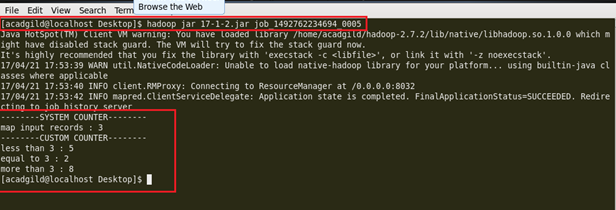 Browse the Web
File Edit View Search Terminal Help
[acadgild@localhost Desktop]$ hadoop jar 17-1-2.jar job_1492762234694_0005
Java HotSpot(TM) Client VM warning: You have loaded library /home/acadgild/hadoop-2.7.2/lib/native/libhadoop.so.1.0.0 which m
ight have disabled stack guard. The VM will try to fix the stack guard now.
It's highly recommended that you fix the library with 'execstack -c <libfile>', or link it with '-z noexecstack'.
17/04/21 17:53:39 WARN util.NativeCodeLoader: Unable to load native-hadoop library for your platform... using builtin-java cl
asses where applicable
17/04/21 17:53:40 INFO client.RMProxy: Connecting to ResourceManager at /0.0.0.0:8032
17/04/21 17:53:42 INFO mapred.ClientServiceDelegate: Application state is completed. FinalApplicationStatus=SUCCEEDED. Redire
cting to job history server
--------SYSTEM COUNTER--------
map input records : 3
--------CUSTOM COUNTER--------
less than 3 : 5
equal to 3 : 2
more than 3 : 8
[acadgild@localhost Desktop]$